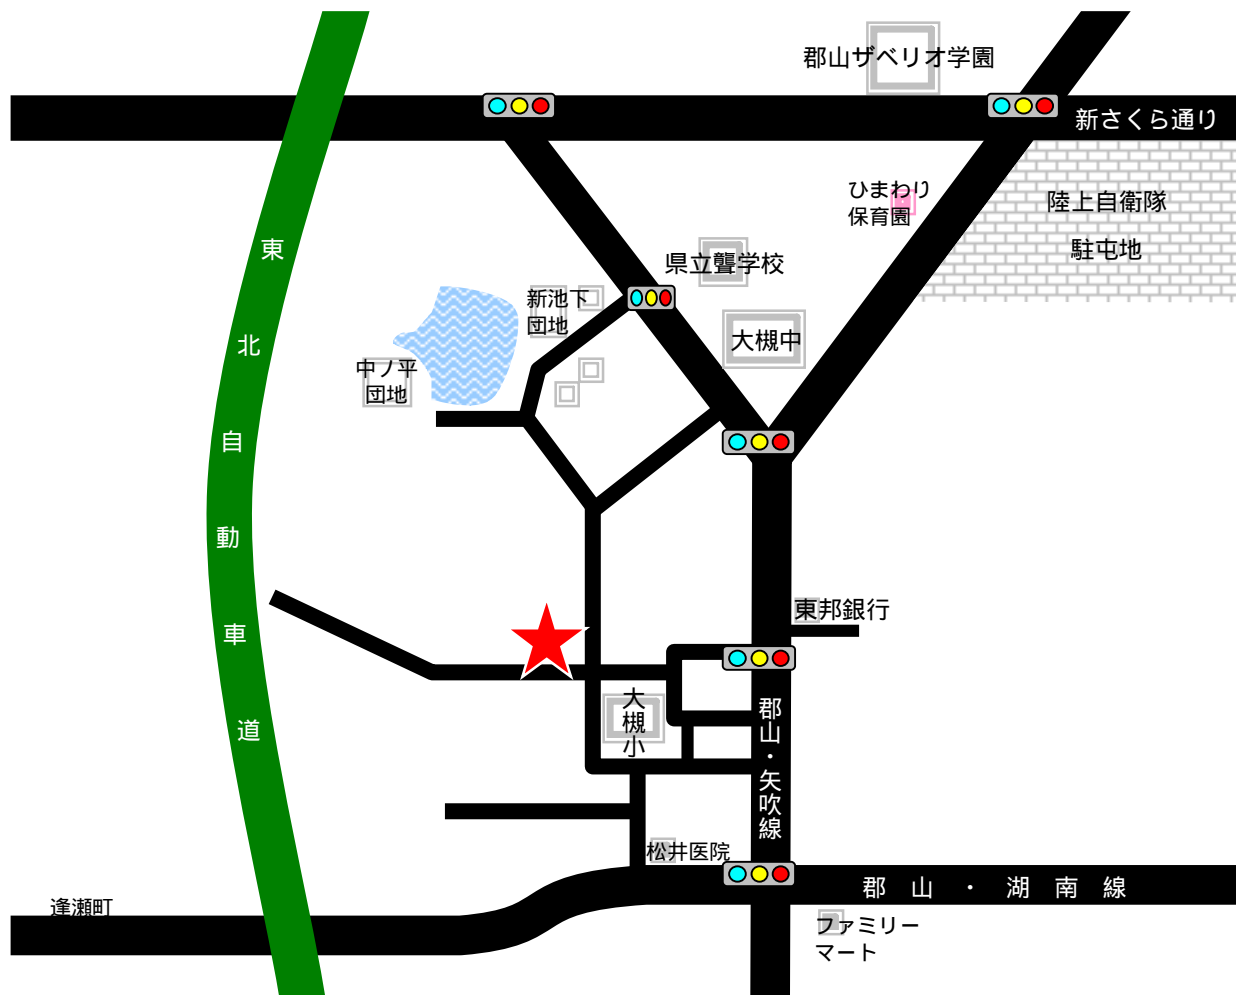 郡山ザベリオ学園
新さくら通り
ひまわり
保育園
陸上自衛隊
駐屯地
東北自動車道
県立聾学校
新池下
団地
大槻中
中ノ平
団地
東邦銀行
大槻小
郡山・矢吹線
松井医院
郡山・湖南線
逢瀬町
ファミリー
マート